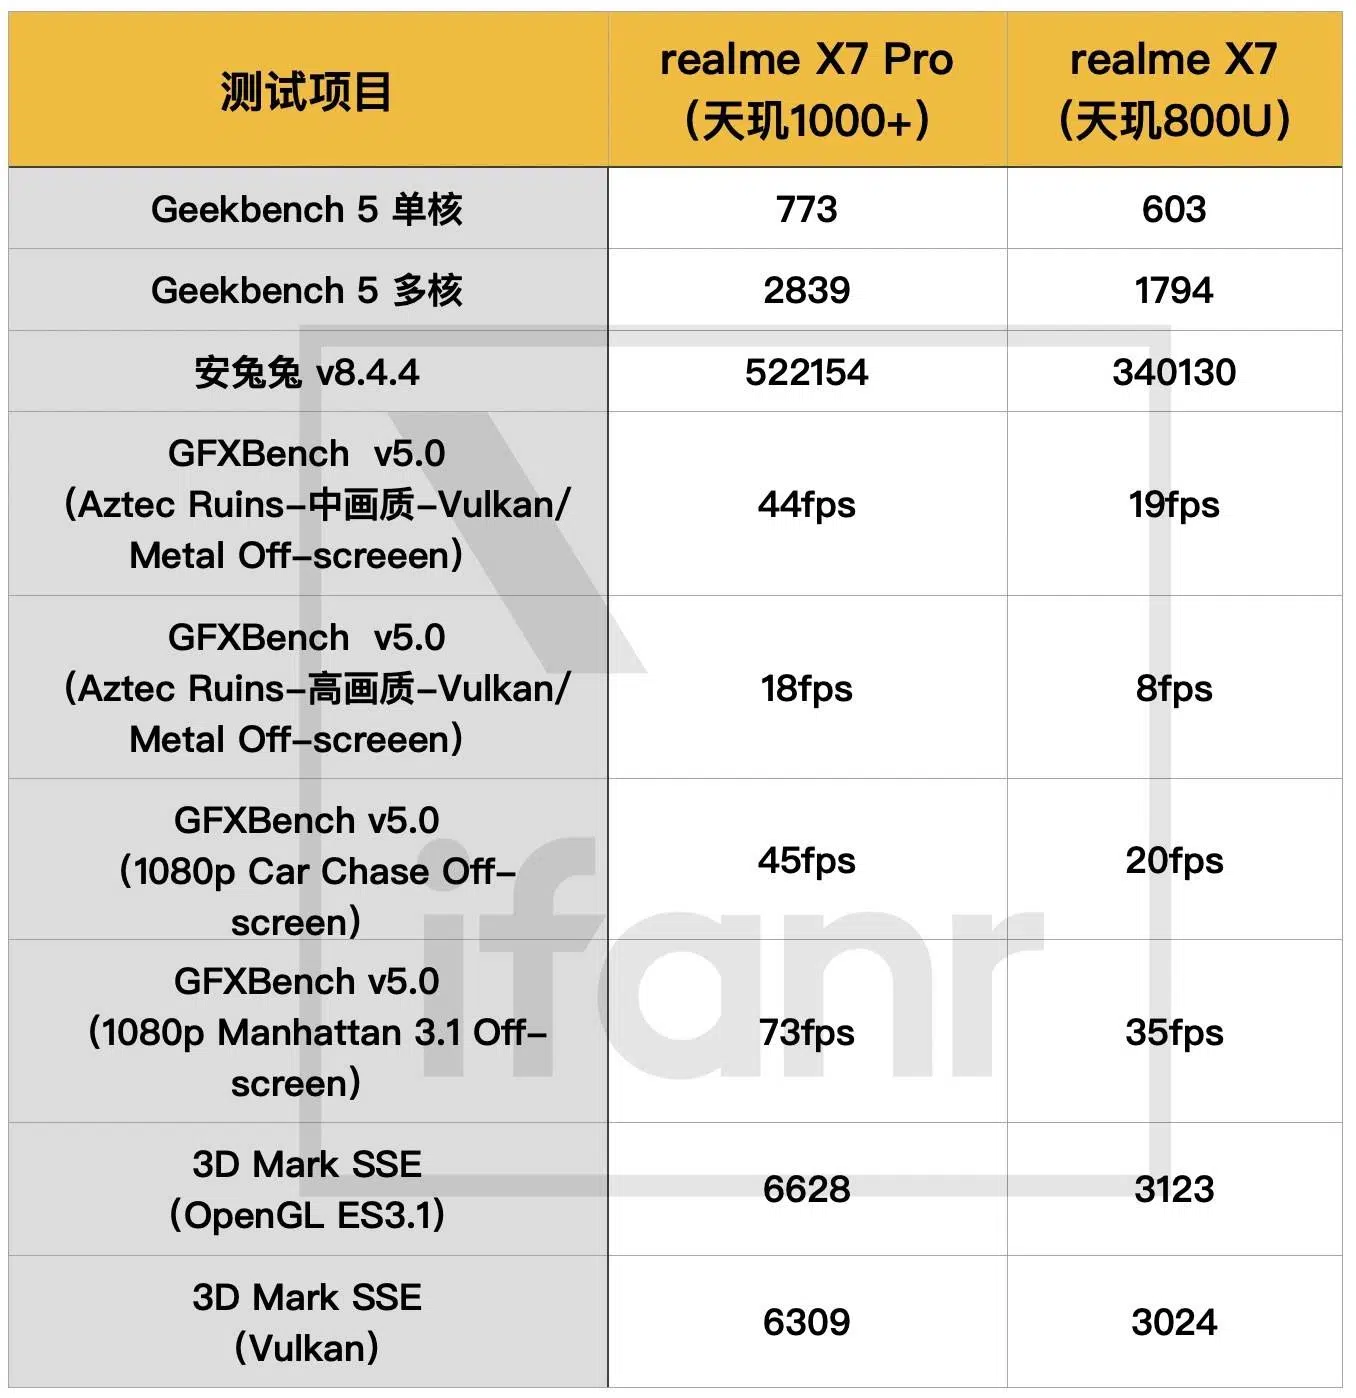 测试项目
realme X7 Pro
（天玑1000+）
realme X7
（天玑800U）
Geekbench 5 单核
773
603
Geekbench 5 多核
2839
1794
安兔兔 v8.4.4
522154
340130
GFXBench v5.0
（Aztec Ruins–中画质–Vulkan/
Metal Off–screeen）
44fps
19fps
GFXBench v5.0
（Aztec Ruins–高画质–Vulkan/
Metal Off–screeen）
18fps
8fps
GFXBench v5.0
（1080p Car Chase Off–
screen）
45fps
20fps
GFXBench v5.0
（1080p Manhattan 3.1 Off–
screen）
73fps
35fps
3D Mark SSE
（OpenGL ES3.1）
6628
3123
3D Mark SSE
（Vulkan）
6309
3024
ifanr